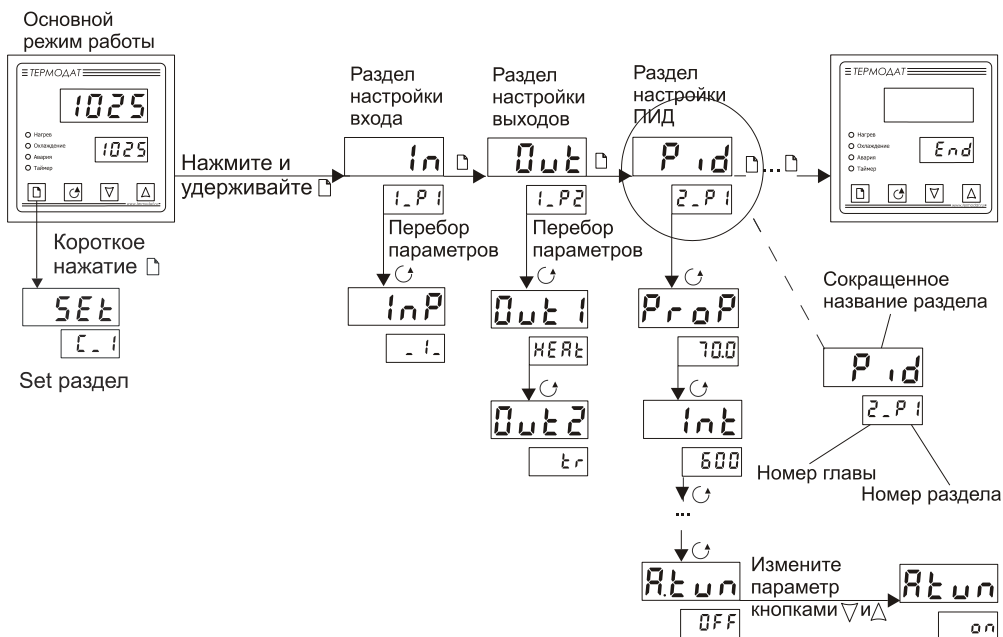 Основной
режим работы
ТЕРМОДАТ
1025
Нагрев
Охлаждение
Авария
Таймер
1025
Короткое
нажатие
SEt
C_1
Set раздел
Нажмите и
удерживайте
Раздел
настройки
входа
In
1_P1
Перебор
параметров
InP
_1_
Раздел
настройки
выходов
Out
1_P2
Перебор
параметров
Out1
HEAt
Out2
tr
Раздел
настройки
ПИД
Pid
2_P1
ProP
70.0
Int
600
...
A.tun
OFF
Измените
параметр
кнопками и
Atun
on
...
ТЕРМОДАТ
Нагрев
Охлаждение
Авария
Таймер
End
Сокращенное
название раздела
Pid
2_P1
Номер главы
Номер раздела